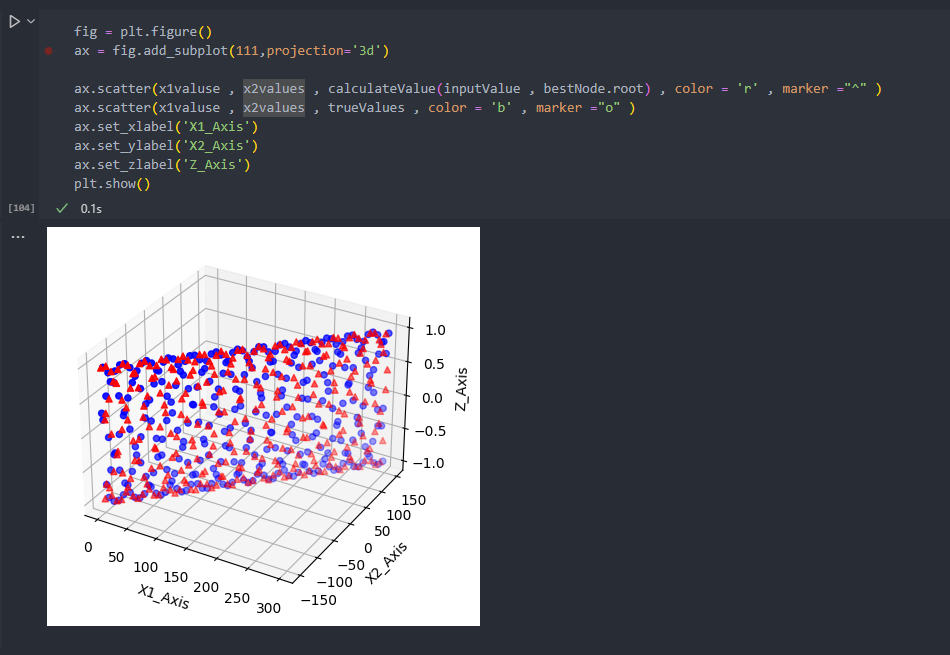 fig = plt.figure()
ax = fig.add_subplot(111,projection='3d')
ax.scatter(x1valuse , x2values , calculateValue(inputValue , bestNode.root) , color = 'r' , marker ="^" )
ax.scatter(x1valuse , x2values , trueValues , color = 'b' , marker ="o" )
ax.set_xlabel('X1_Axis')
ax.set_ylabel('X2_Axis')
ax.set_zlabel('Z_Axis')
plt.show()
[104]
0.1s
...
1.0
0.5
0.0
−0.5
−1.0
Z_Axis
150
100
50
0
−50
−100
−150
X2_Axis
0
50
100
150
200
250
300
X1_Axis